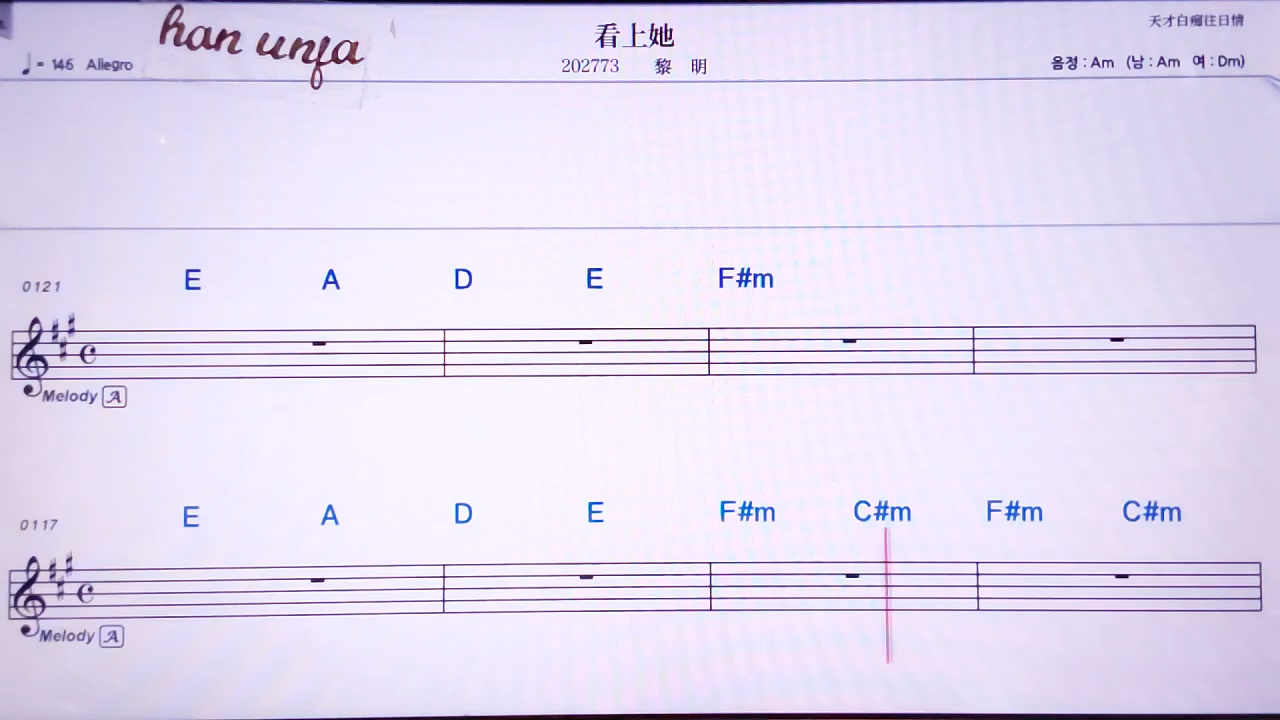 han unfa
看上她
天才白痴往日情
♩= 146 Allegro
202773 黎 明
음정 : Am (남 : Am 여 : Dm)
E A D E F#m
0121
Melody A
E A D E F#m C#m F#m C#m
0117
Melody A